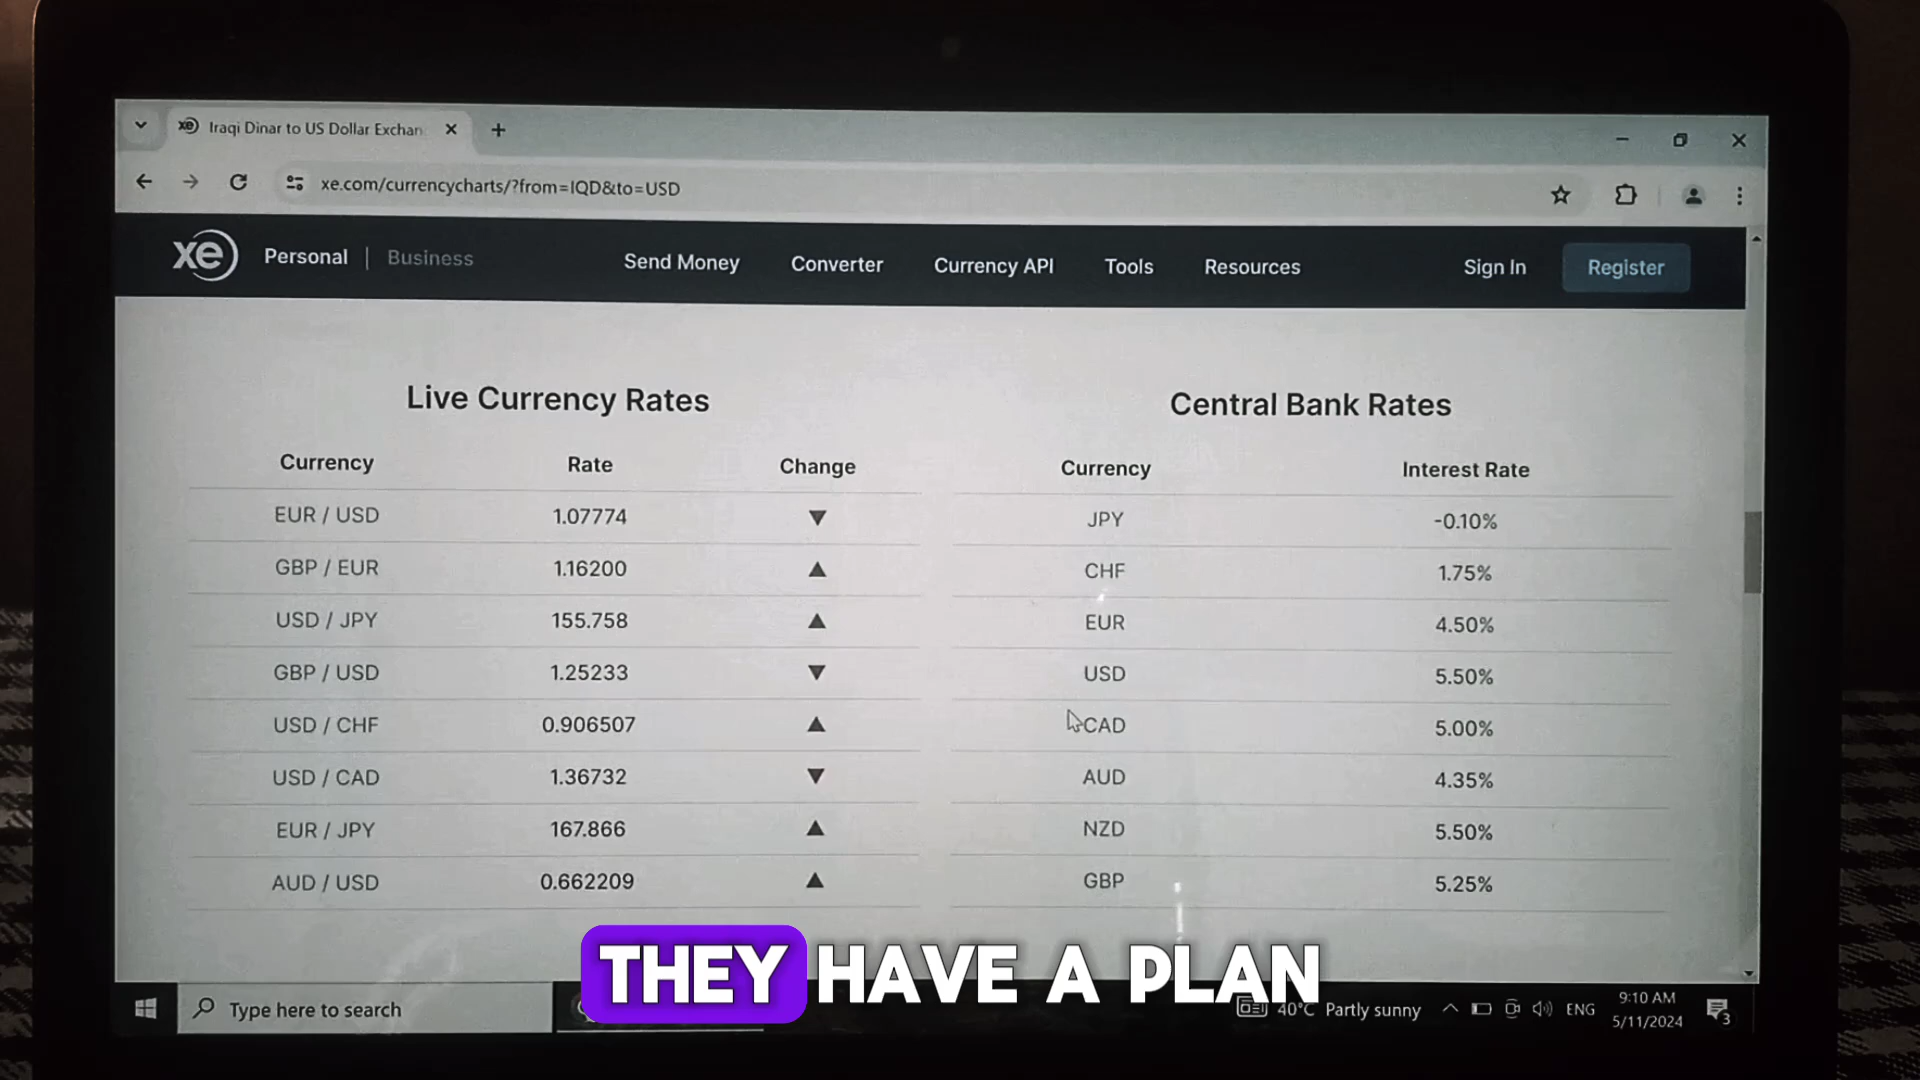 Iraqi Dinar to US Dollar Exchan
xe.com/currencycharts/?from=IQD&to=USD
xe Personal | Business Send Money Converter Currency API Tools Resources Sign In Register
Live Currency Rates
Currency Rate Change
EUR / USD 1.07774 ▼
GBP / EUR 1.16200 ▲
USD / JPY 155.758 ▲
GBP / USD 1.25233 ▼
USD / CHF 0.906507 ▲
USD / CAD 1.36732 ▼
EUR / JPY 167.866 ▲
AUD / USD 0.662209 ▲
Central Bank Rates
Currency Interest Rate
JPY -0.10%
CHF 1.75%
EUR 4.50%
USD 5.50%
CAD 5.00%
AUD 4.35%
NZD 5.50%
GBP 5.25%
THEY HAVE A PLAN
Type here to search
40°C Partly sunny ENG
9:10 AM
5/11/2024
3